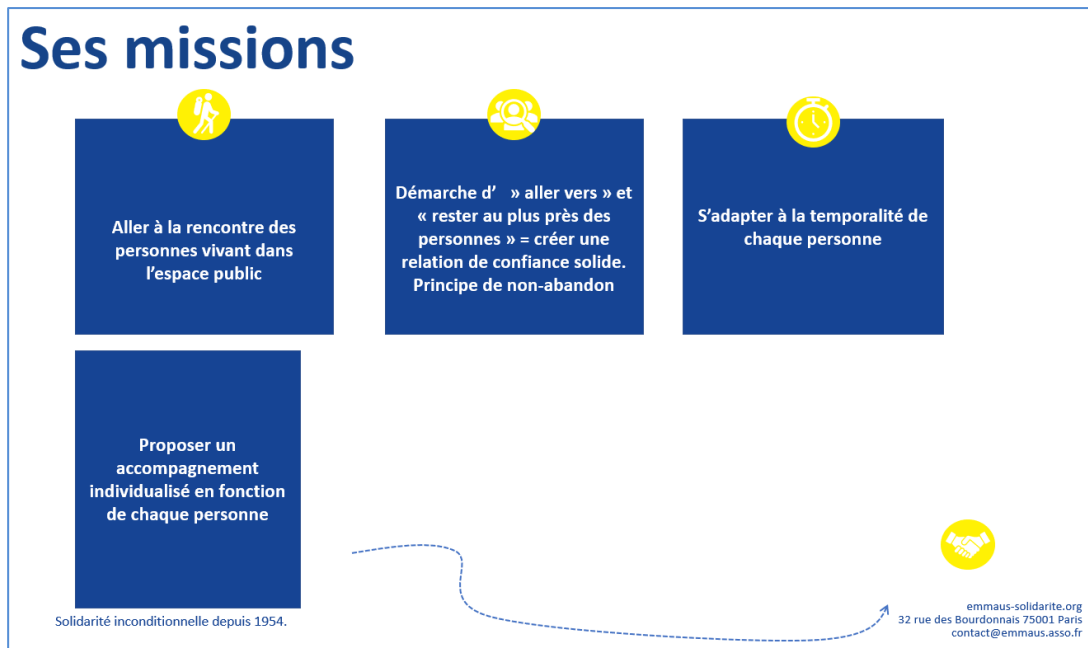 Ses missions
Aller à la rencontre des
personnes vivant dans
l'espace public
Démarche d' » aller vers » et
« rester au plus près des
personnes » = créer une
relation de confiance solide.
Principe de non-abandon
S'adapter à la temporalité de
chaque personne
Proposer un
accompagnement
individualisé en fonction
de chaque personne
Solidarité inconditionnelle depuis 1954.
emmaus-solidarite.org
32 rue des Bourdonnais 75001 Paris
contact@emmaus.asso.fr